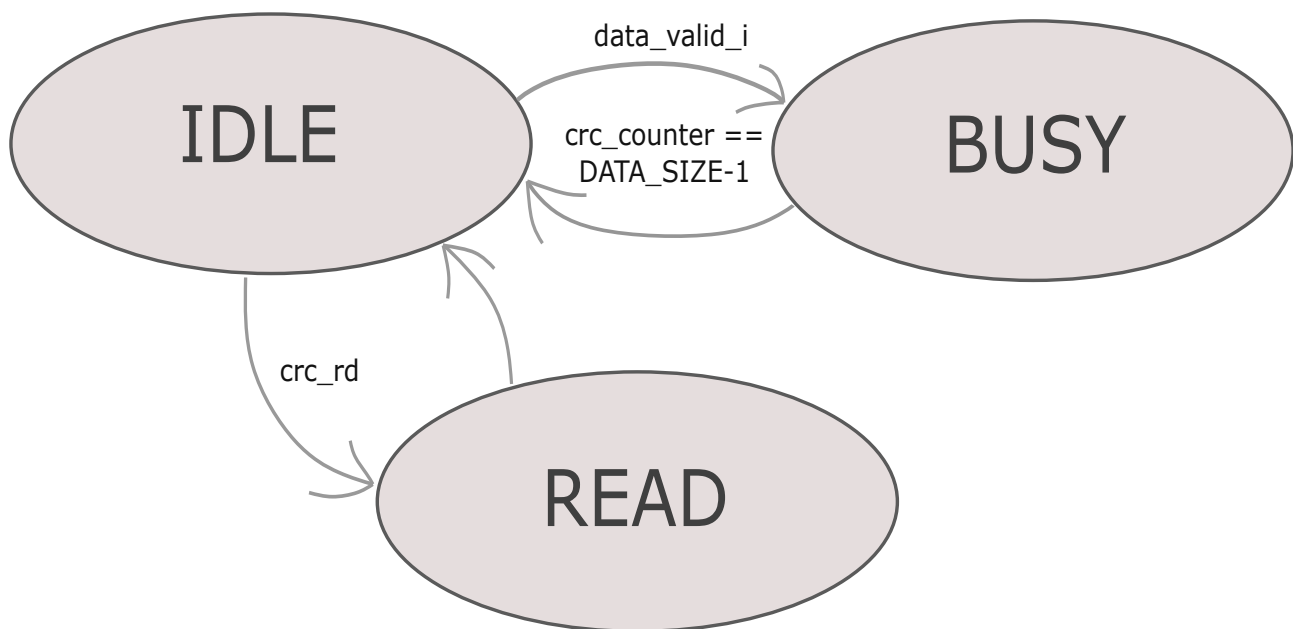 data_valid_i
IDLE
crc_counter ==
DATA_SIZE-1
BUSY
crc_rd
READ